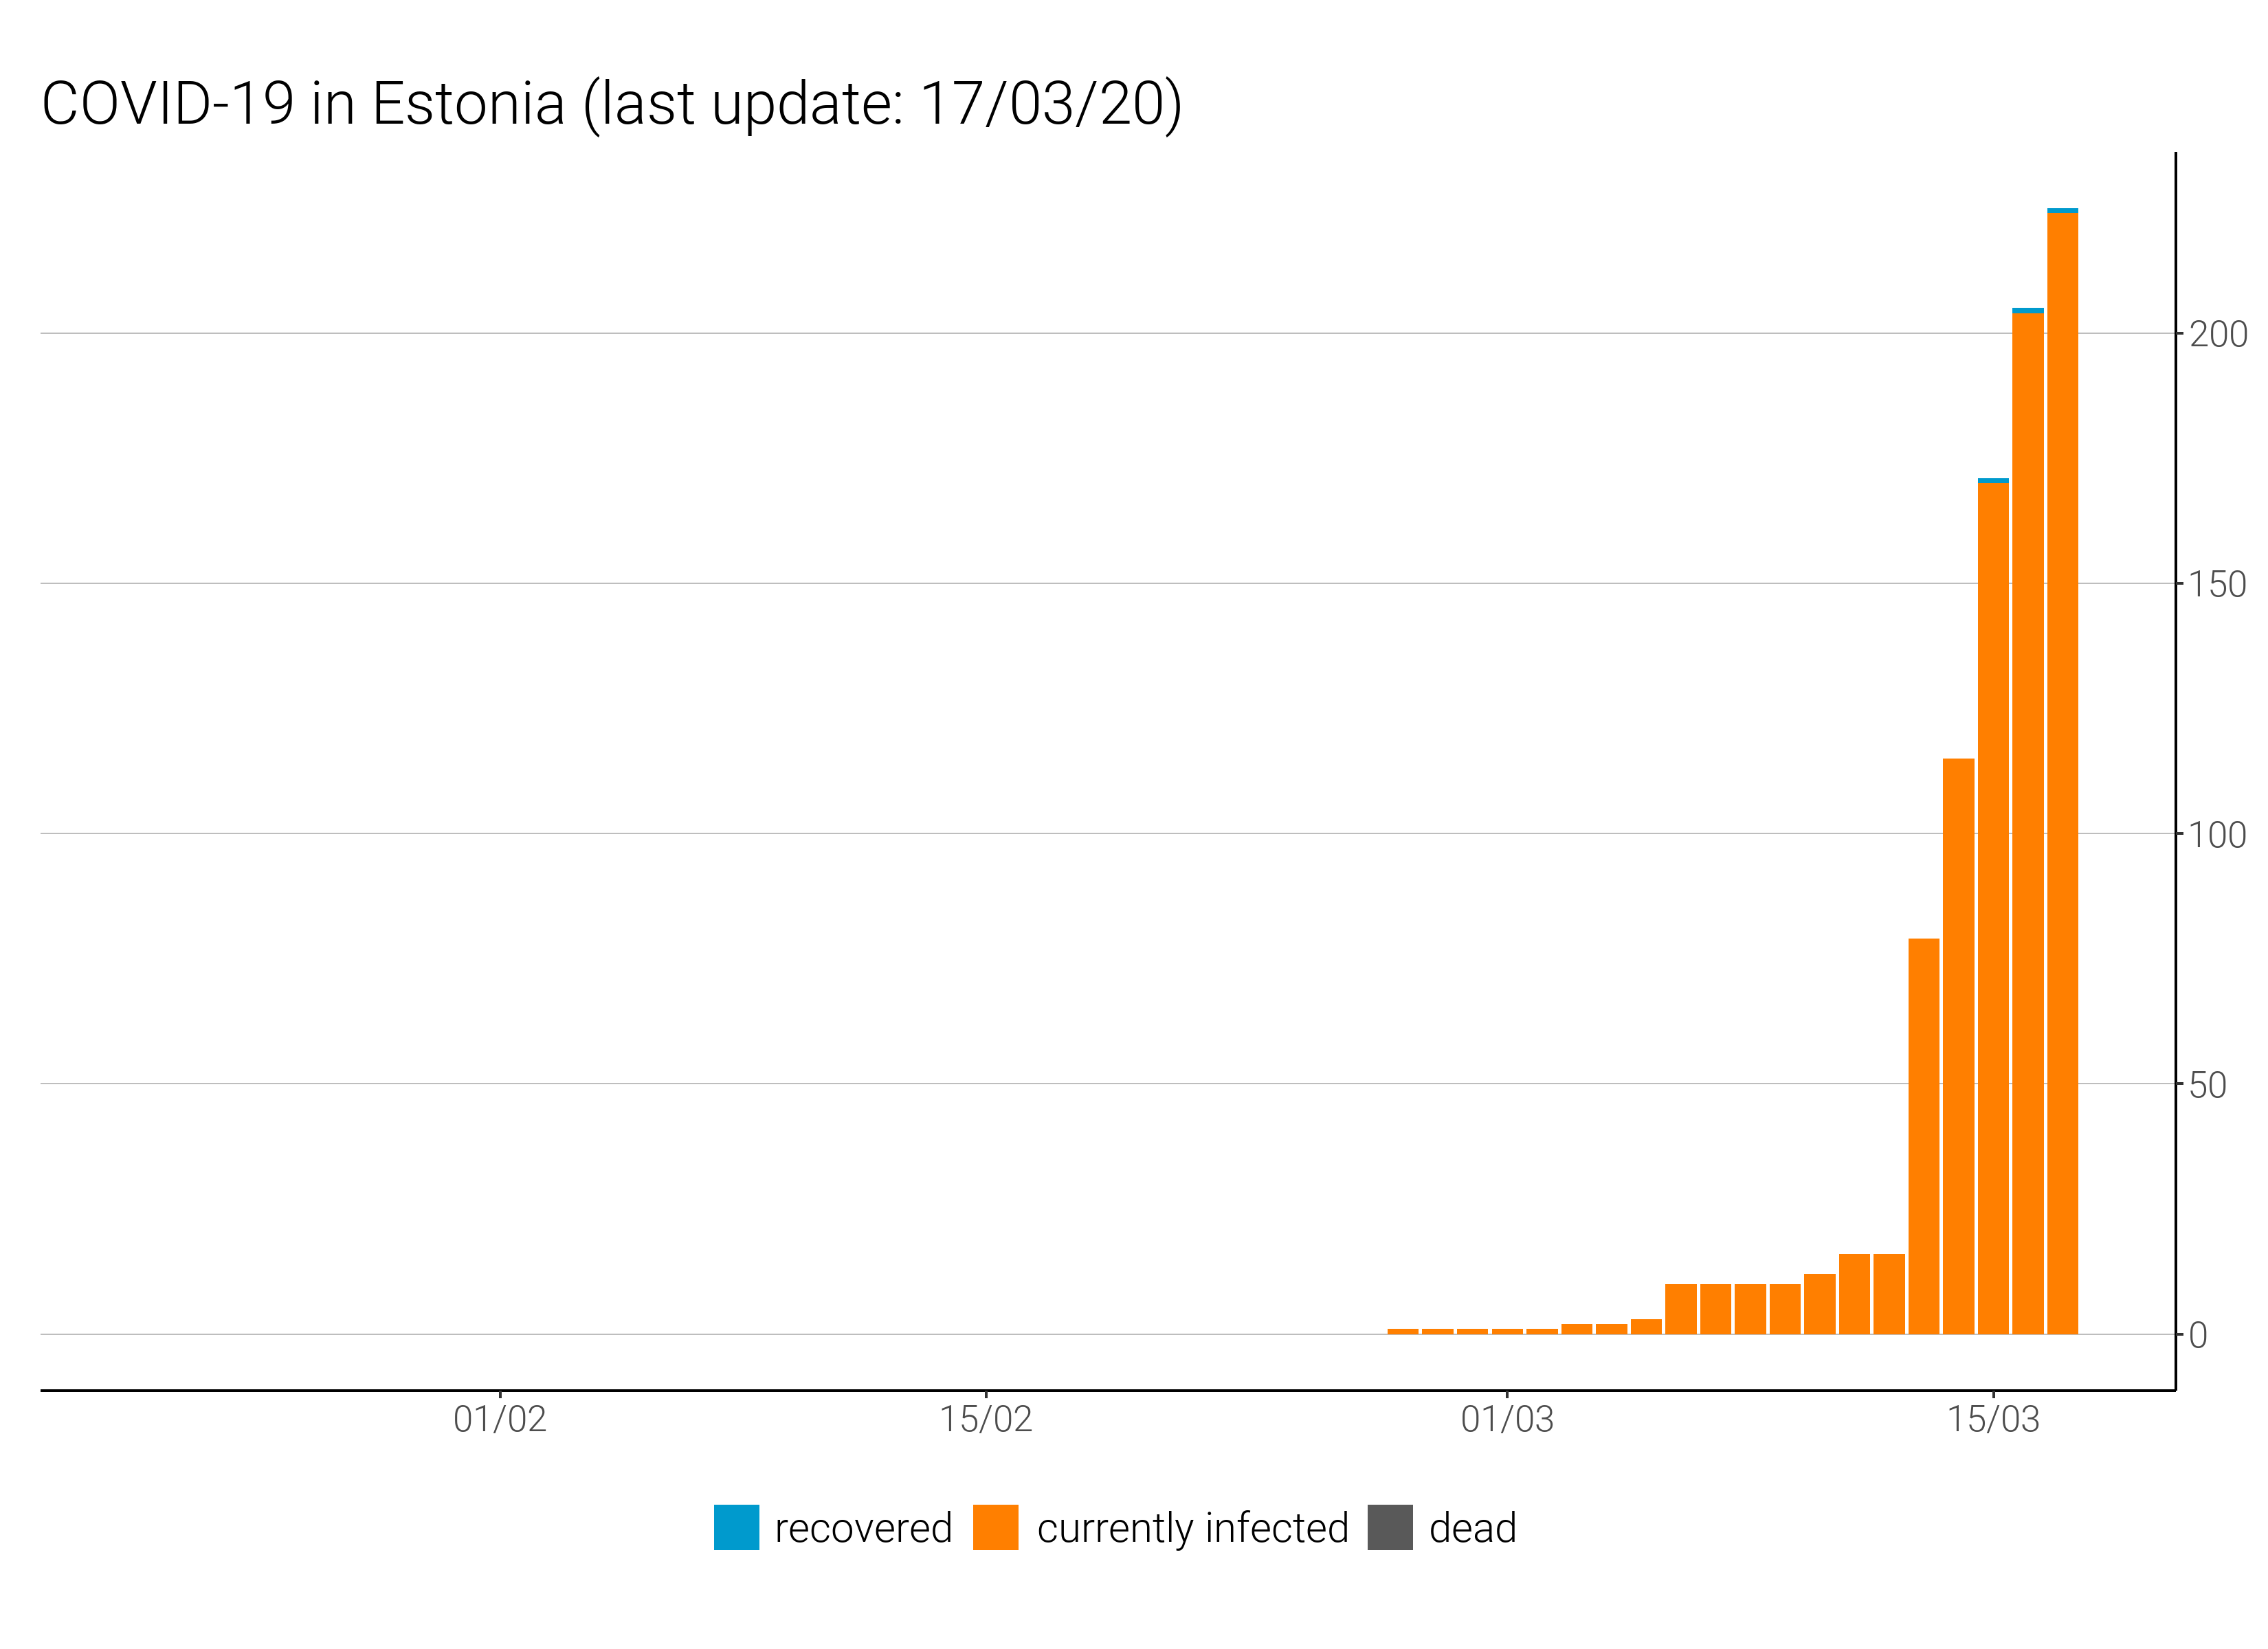 COVID-19 in Estonia (last update: 17/03/20)
200
150
100
50
0
01/02 15/02 01/03 15/03
recovered currently infected dead